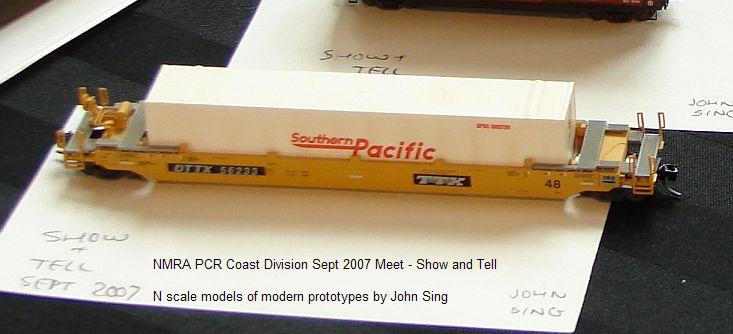 SHOW +
TELL
JOHN
SING
Southern
Pacific
DTTX 56233
TTX
48
SHOW
+
TELL
SEPT 2007
NMRA PCR Coast Division Sept 2007 Meet - Show and Tell
N scale models of modern prototypes by John Sing
JOHN
SING